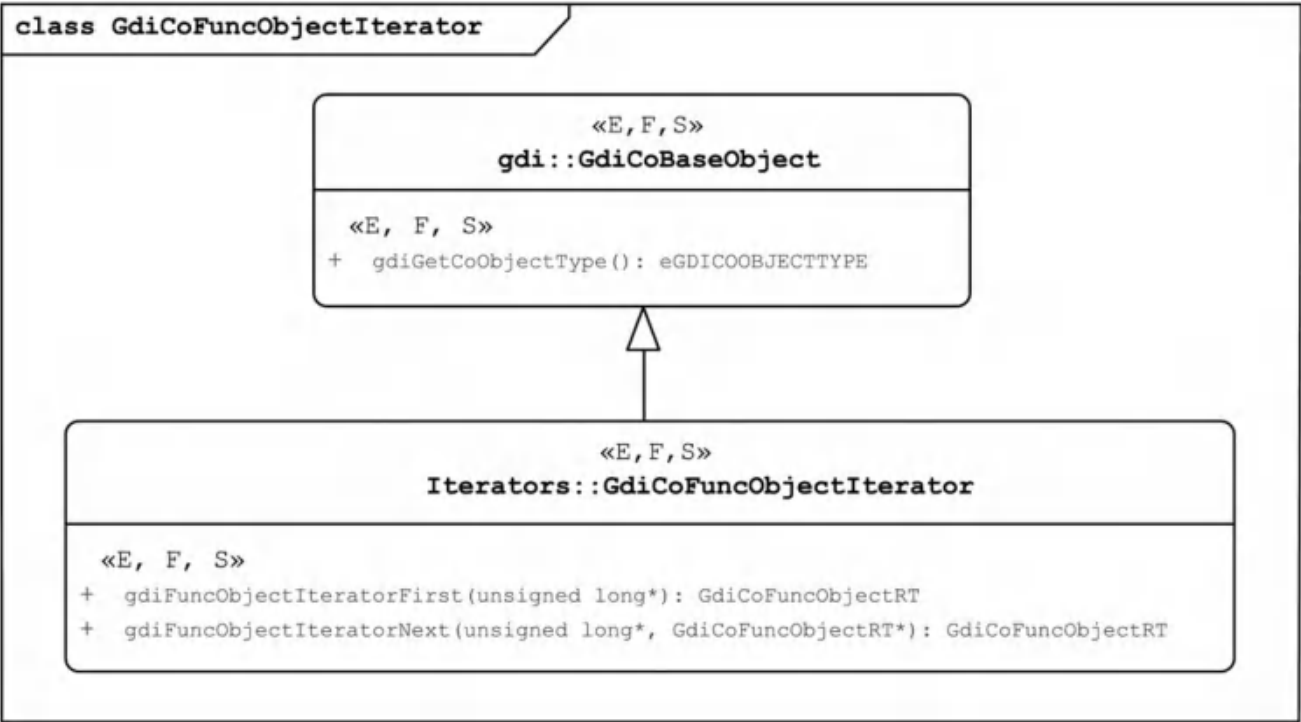 class GdiCoFuncObjectIterator
«E,F,S»
gdi::GdiCoBaseObject
«E, F, S»
+ gdiGetCoObjectType(): eGDICOOBJECTTYPE
«E,F,S»
Iterators::GdiCoFuncObjectIterator
«E, F, S»
+ gdiFuncObjectIteratorFirst(unsigned long*): GdiCoFuncObjectRT
+ gdiFuncObjectIteratorNext(unsigned long*, GdiCoFuncObjectRT*): GdiCoFuncObjectRT